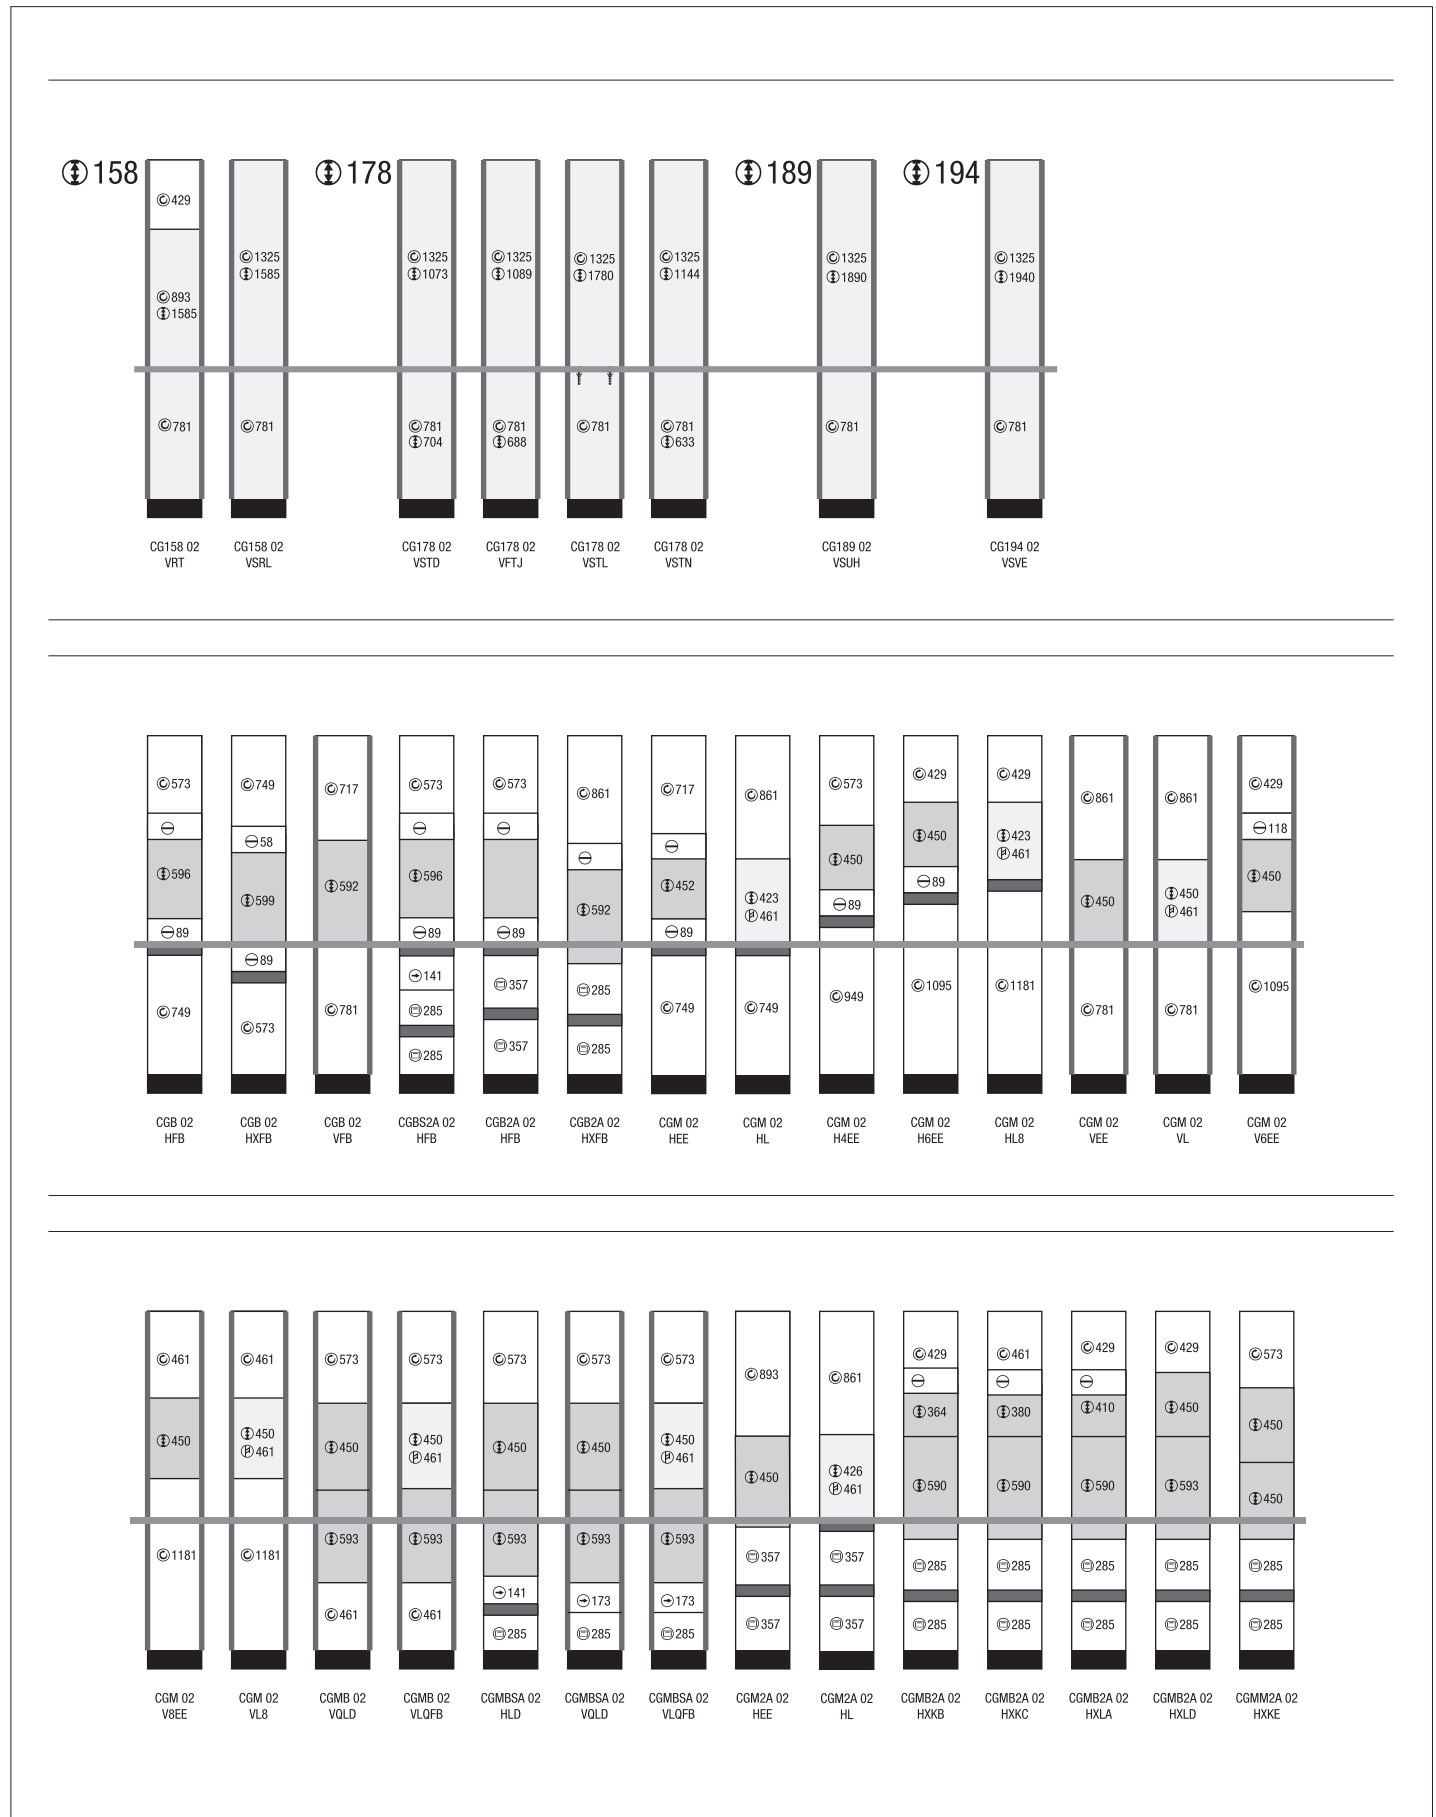 158
178
189
194
429
893
1585
781
1325
1585
781
1325
1073
781
704
1325
1089
781
688
1325
1780
781
1325
1144
781
633
1325
1890
781
1325
1940
781
CG158 02
VRT
CG158 02
VSRL
CG178 02
VSTD
CG178 02
VFTJ
CG178 02
VSTL
CG178 02
VSTN
CG189 02
VSUH
CG194 02
VSVE
573
596
89
749
749
58
599
89
573
717
592
781
573
596
89
141
285
285
573
89
357
357
861
592
285
285
717
452
89
749
861
423
461
749
573
450
89
949
429
450
89
1095
429
423
461
1181
861
450
781
861
450
461
781
429
118
450
1095
CGB 02
HFB
CGB 02
HXFB
CGB 02
VFB
CGBS2A 02
HFB
CGB2A 02
HFB
CGB2A 02
HXFB
CGM 02
HEE
CGM 02
HL
CGM 02
H4EE
CGM 02
H6EE
CGM 02
HL8
CGM 02
VEE
CGM 02
VL
CGM 02
V6EE
461
450
1181
461
450
461
1181
573
450
593
461
573
450
461
593
461
573
450
593
141
285
573
450
593
173
285
573
450
461
593
173
285
893
450
357
357
861
426
461
357
357
429
364
590
285
285
461
380
590
285
285
429
410
590
285
285
429
450
593
285
285
573
450
450
285
285
CGM 02
V8EE
CGM 02
VL8
CGMB 02
VQLD
CGMB 02
VLQFB
CGMBSA 02
HLD
CGMBSA 02
VQLD
CGMBSA 02
VLQFB
CGM2A 02
HEE
CGM2A 02
HL
CGMB2A 02
HXKB
CGMB2A 02
HXKC
CGMB2A 02
HXLA
CGMB2A 02
HXLD
CGMM2A 02
HXKE